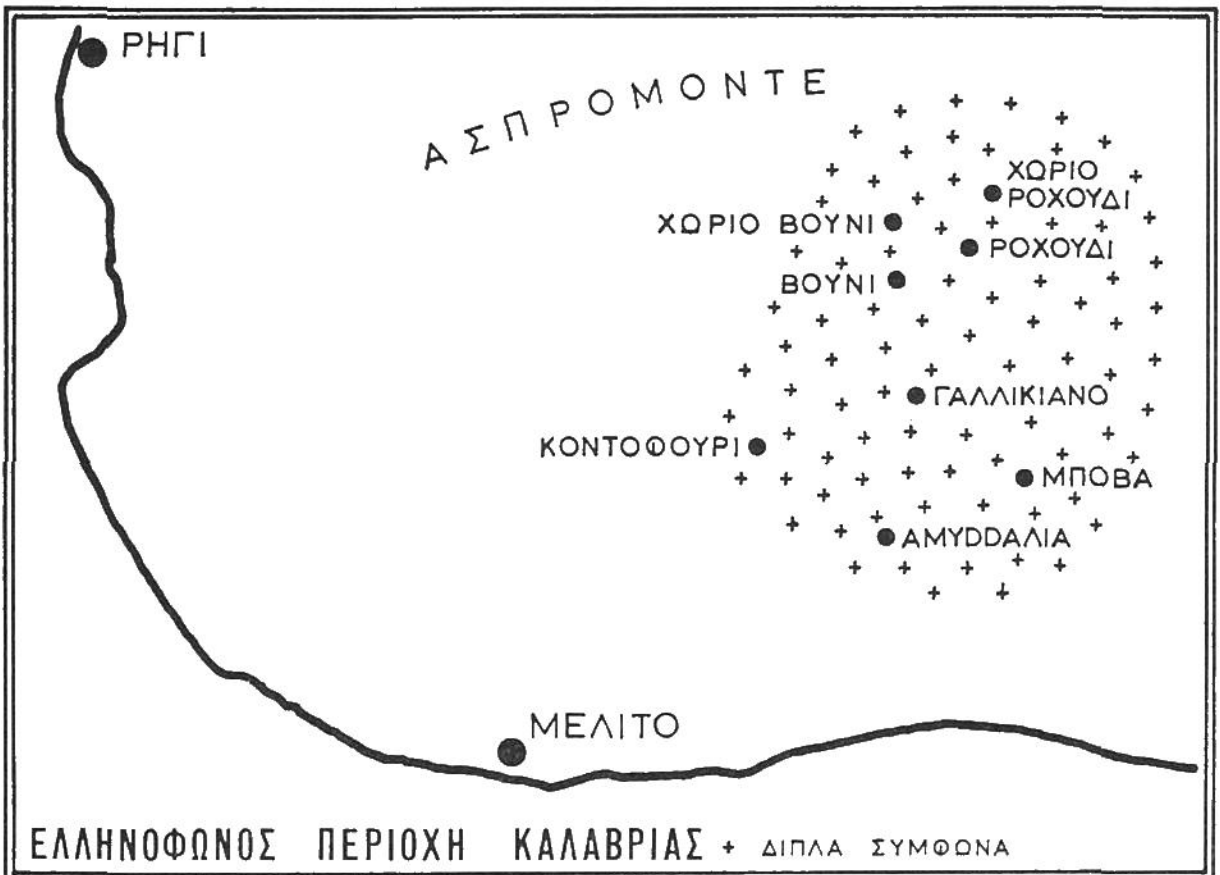 ΡΗΓΙ
ΑΣΠΡΟΜΟΝΤΕ
ΧΩΡΙΟ
ΡΟΧΟΥΔΙ
ΧΩΡΙΟ ΒΟΥΝΙ
ΡΟΧΟΥΔΙ
ΒΟΥΝΙ
ΓΑΛΛΙΚΙΑΝΟ
ΚΟΝΤΟΦΟΥΡΙ
ΜΠΟΒΑ
ΑΜΥDDΑΛΙΑ
ΜΕΛΙΤΟ
ΕΛΛΗΝΟΦΩΝΟΣ ΠΕΡΙΟΧΗ ΚΑΛΑΒΡΙΑΣ + ΔΙΠΛΑ ΣΥΜΦΩΝΑ